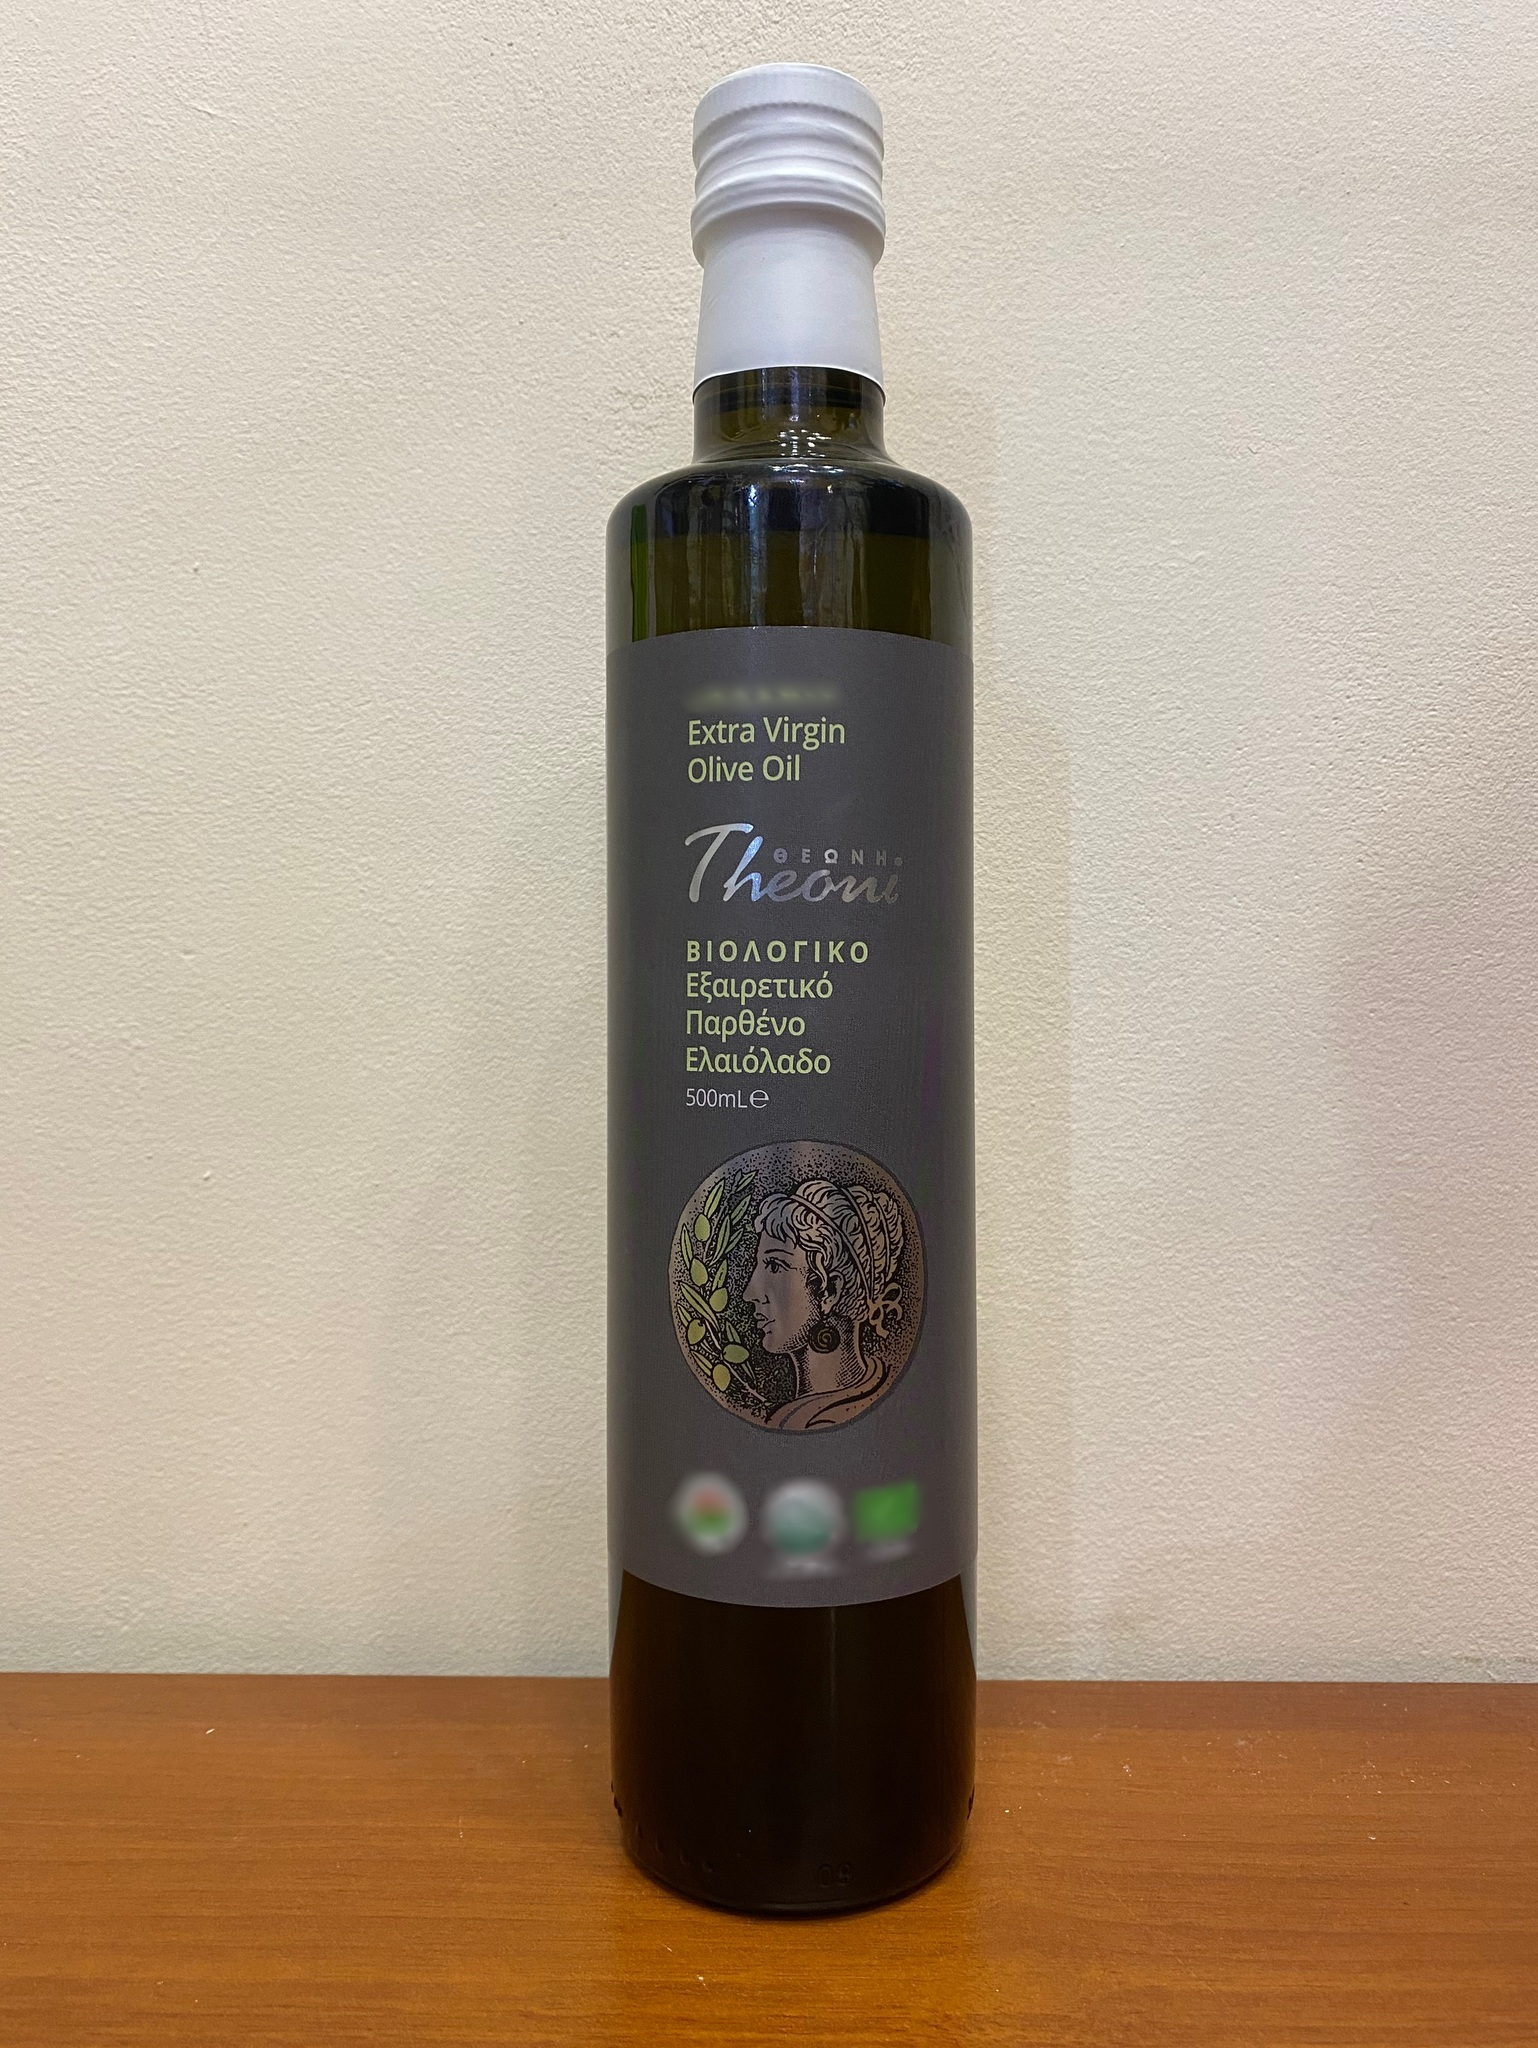 Extra Virgin
Olive Oil
ΘΕΩΝΗ
Theoni
ΒΙΟΛΟΓΙΚΟ
Εξαιρετικό
Παρθένο
Ελαιόλαδο
500mL℮